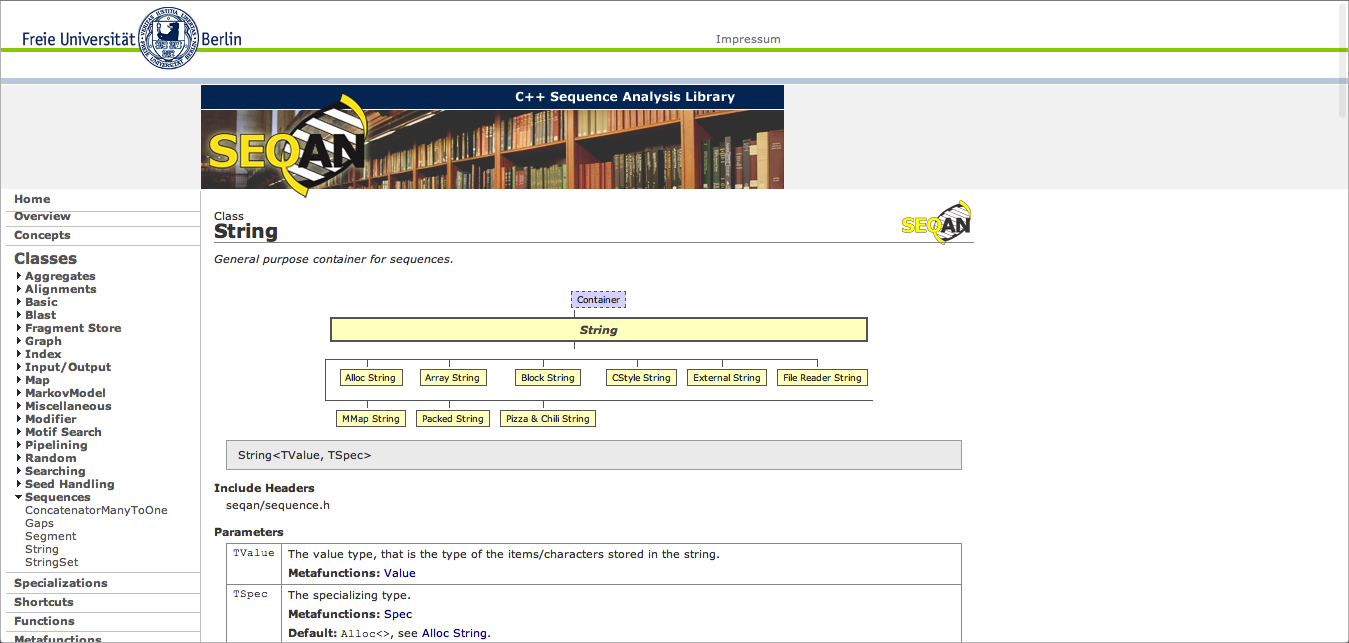 Freie Universität Berlin
Impressum
C++ Sequence Analysis Library
SEQAN
Home
Overview
Concepts
Classes
Aggregates
Alignments
Basic
Blast
Fragment Store
Graph
Index
Input/Output
Map
MarkovModel
Miscellaneous
Modifier
Motif Search
Pipelining
Random
Searching
Seed Handling
Sequences
ConcatenatorManyToOne
Gaps
Segment
String
StringSet
Specializations
Shortcuts
Functions
Metafunctions
Class
String
SEQAN
General purpose container for sequences.
Container
String
Alloc String Array String Block String CStyle String External String File Reader String
MMap String Packed String Pizza & Chili String
String<TValue, TSpec>
Include Headers
seqan/sequence.h
Parameters
TValue The value type, that is the type of the items/characters stored in the string.
Metafunctions: Value
TSpec The specializing type.
Metafunctions: Spec
Default: Alloc<>, see Alloc String.